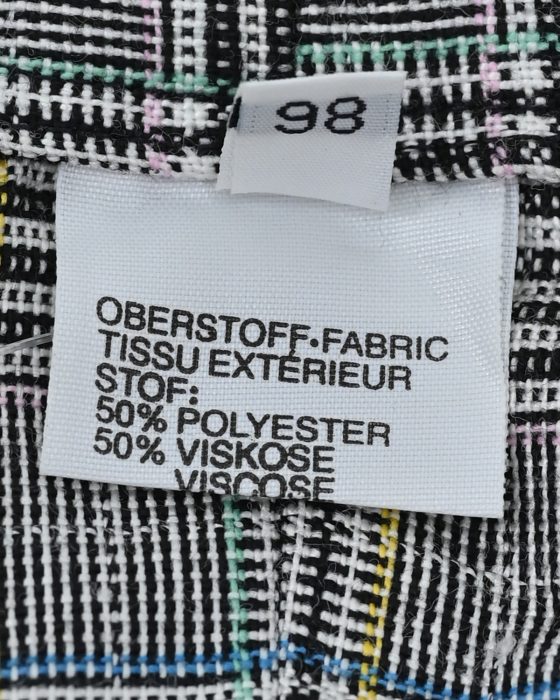 98
OBERSTOFF.FABRIC
TISSU EXTÉRIEUR
STOF:
50% POLYESTER
50% VISKOSE
VISCOSE